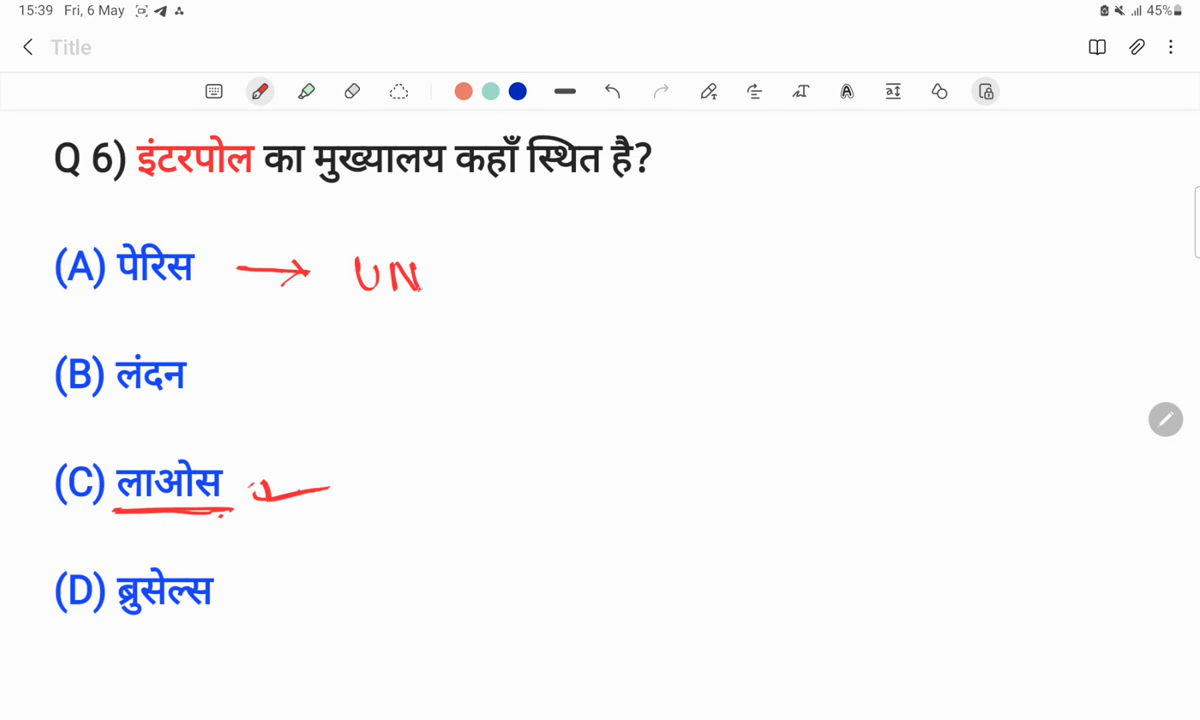 15:39 Fri, 6 May 45%
Title
Q 6) इंटरपोल का मुख्यालय कहाँ स्थित है?
(A) पेरिस → UN
(B) लंदन
(C) लाओस
(D) ब्रुसेल्स